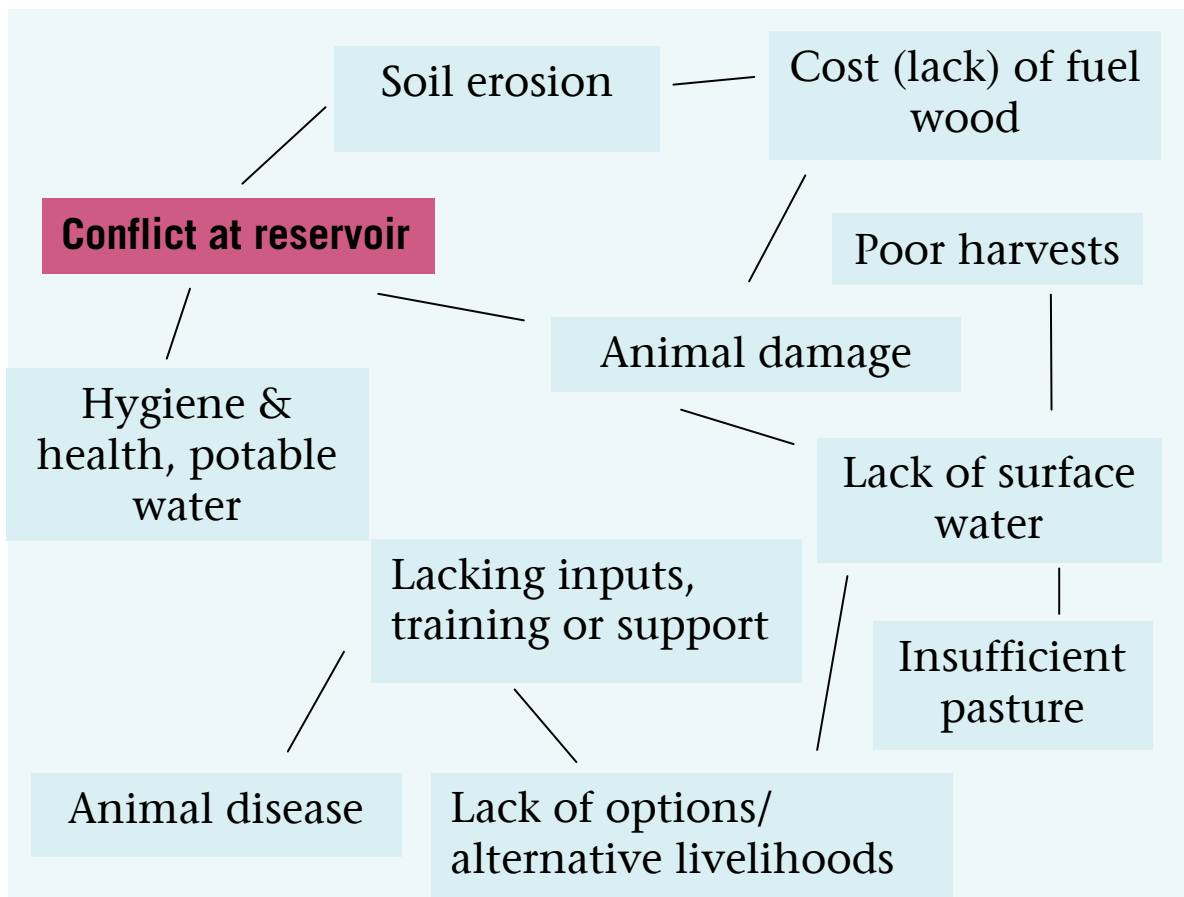 Soil erosion
Cost (lack) of fuel
wood
Conflict at reservoir
Poor harvests
Animal damage
Hygiene &
health, potable
water
Lack of surface
water
Lacking inputs,
training or support
Insufficient
pasture
Animal disease
Lack of options/
alternative livelihoods